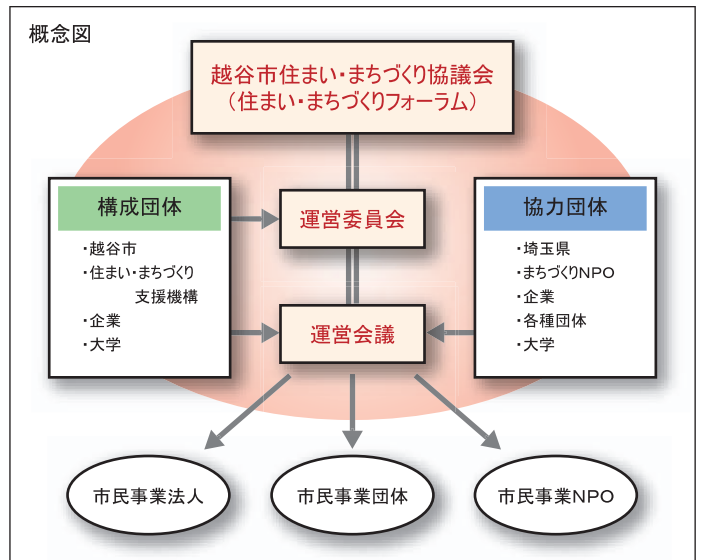 概念図
越谷市住まい・まちづくり協議会
（住まい・まちづくりフォーラム）
構成団体
・越谷市
・住まい・まちづくり
支援機構
・企業
・大学
運営委員会
運営会議
協力団体
・埼玉県
・まちづくりNPO
・企業
・各種団体
・大学
市民事業法人
市民事業団体
市民事業NPO